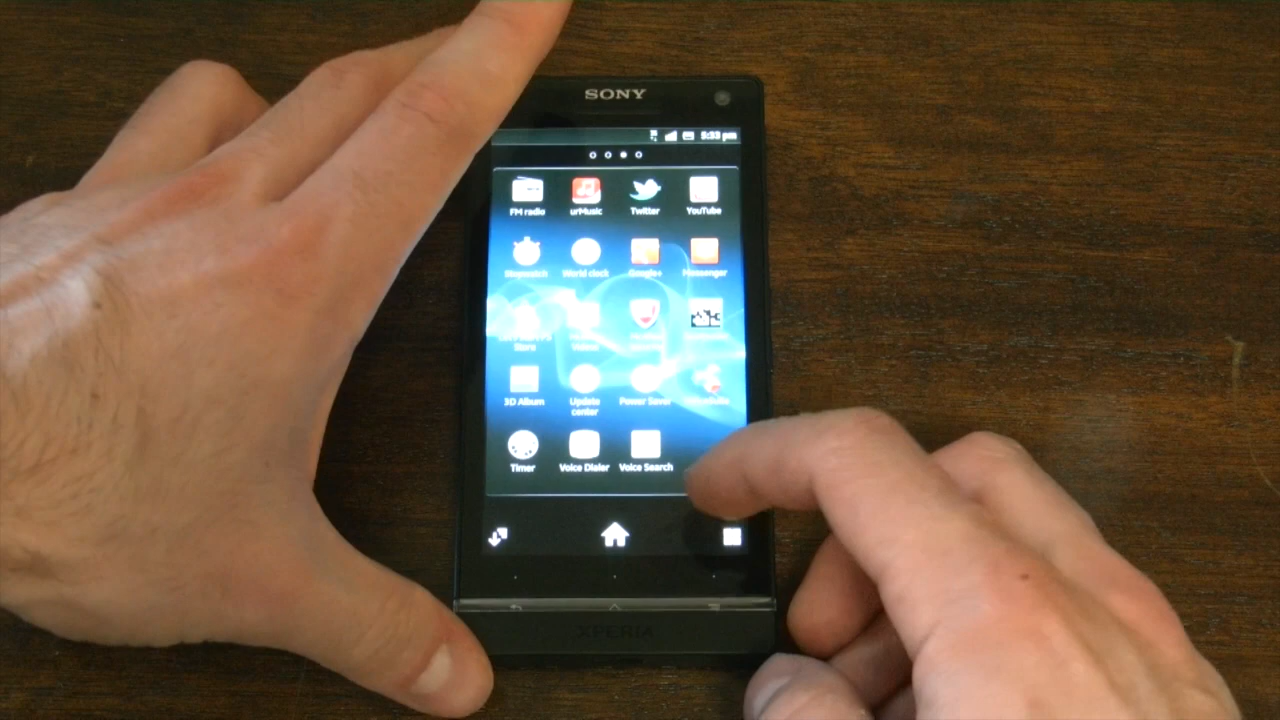 SONY
5:33 pm
FM radio
urMusic
Twitter
YouTube
Stopwatch
World clock
Google+
Messenger
Store
3D Album
Update
center
Power Saver
Timer
Voice Dialer
Voice Search
XPERIA